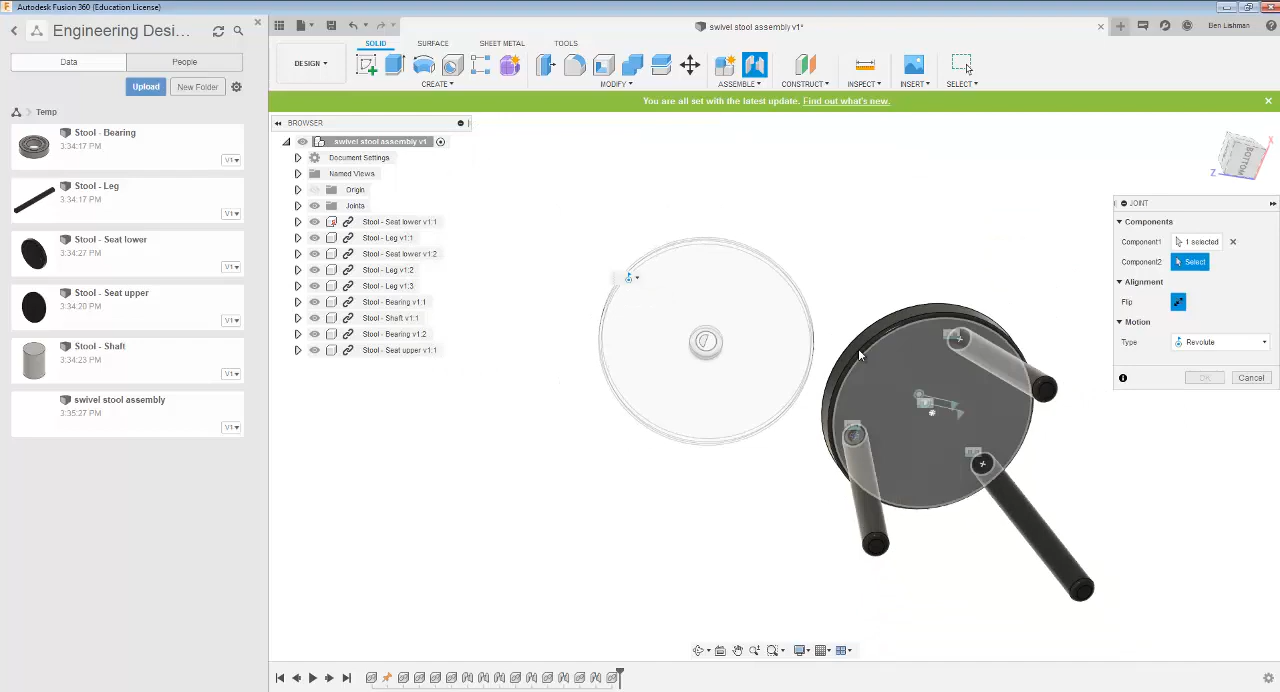 Autodesk Fusion 360 (Education License)
Engineering Desi...
Data
People
Upload
New Folder
Temp
Stool - Bearing
3:34:17 PM
V1
Stool - Leg
3:34:17 PM
V1
Stool - Seat lower
3:34:27 PM
V1
Stool - Seat upper
3:34:20 PM
V1
Stool - Shaft
3:34:23 PM
V1
swivel stool assembly
3:35:27 PM
V1
swivel stool assembly v1*
Ben Lishman
DESIGN
SOLID
SURFACE
SHEET METAL
TOOLS
CREATE
MODIFY
ASSEMBLE
CONSTRUCT
INSPECT
INSERT
SELECT
You are all set with the latest update. Find out what's new.
BROWSER
swivel stool assembly v1
Document Settings
Named Views
Origin
Joints
Stool - Seat lower v1:1
Stool - Leg v1:1
Stool - Seat lower v1:2
Stool - Leg v1:2
Stool - Leg v1:3
Stool - Bearing v1:1
Stool - Shaft v1:1
Stool - Bearing v1:2
Stool - Seat upper v1:1
BOTTOM
X
Z
JOINT
Components
Component1
1 selected
Component2
Select
Alignment
Flip
Motion
Type
Revolute
OK
Cancel